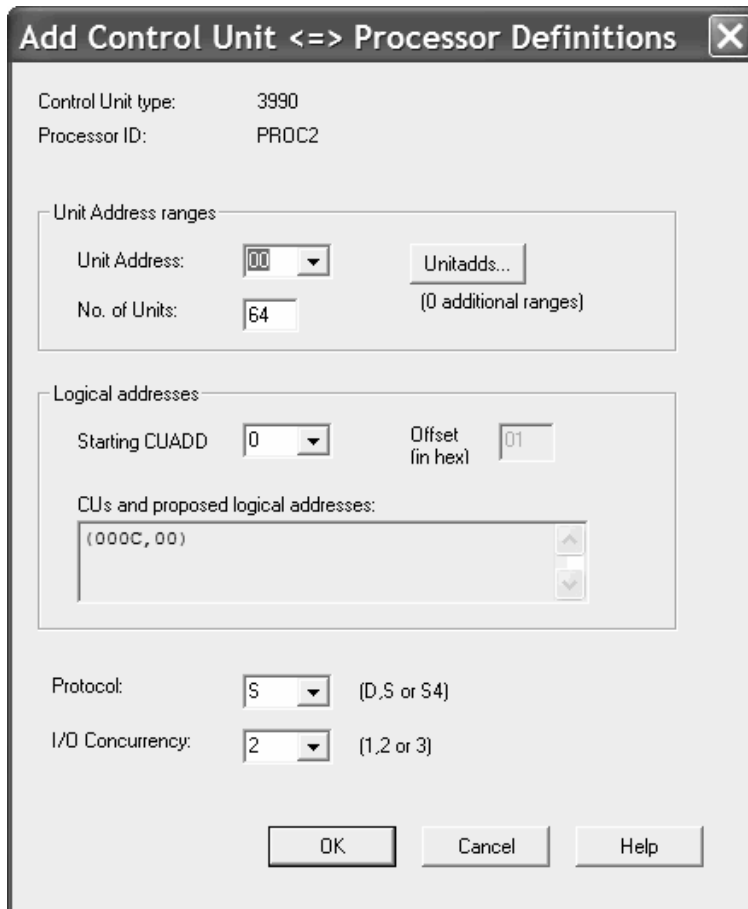 Add Control Unit <=> Processor Definitions
Control Unit type: 3990
Processor ID: PROC2
Unit Address ranges
Unit Address: 00 Unitadds...
No. of Units: 64 (0 additional ranges)
Logical addresses
Starting CUADD 0 Offset
(in hex) 01
CUs and proposed logical addresses:
(000C,00)
Protocol: S (D,S or S4)
I/O Concurrency: 2 (1,2 or 3)
OK Cancel Help